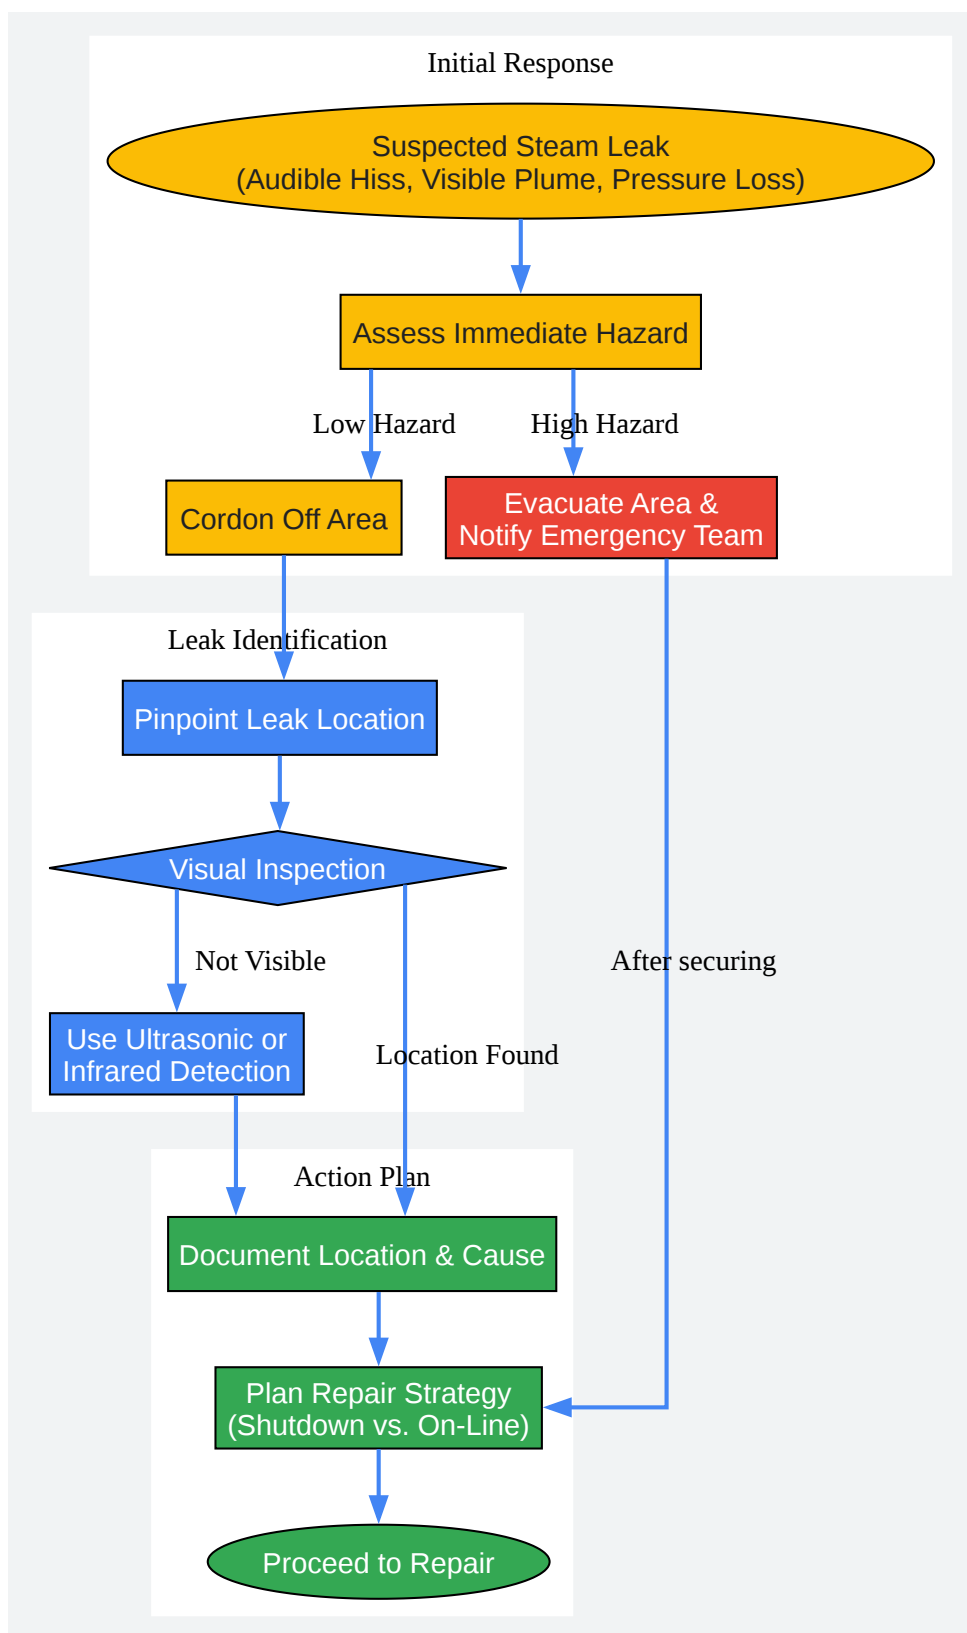 Initial Response
Suspected Steam Leak
(Audible Hiss, Visible Plume, Pressure Loss)
Assess Immediate Hazard
Low Hazard
High Hazard
Cordon Off Area
Evacuate Area &
Notify Emergency Team
Leak Identification
Pinpoint Leak Location
Visual Inspection
Not Visible
After securing
Use Ultrasonic or
Infrared Detection
Location Found
Action Plan
Document Location & Cause
Plan Repair Strategy
(Shutdown vs. On-Line)
Proceed to Repair